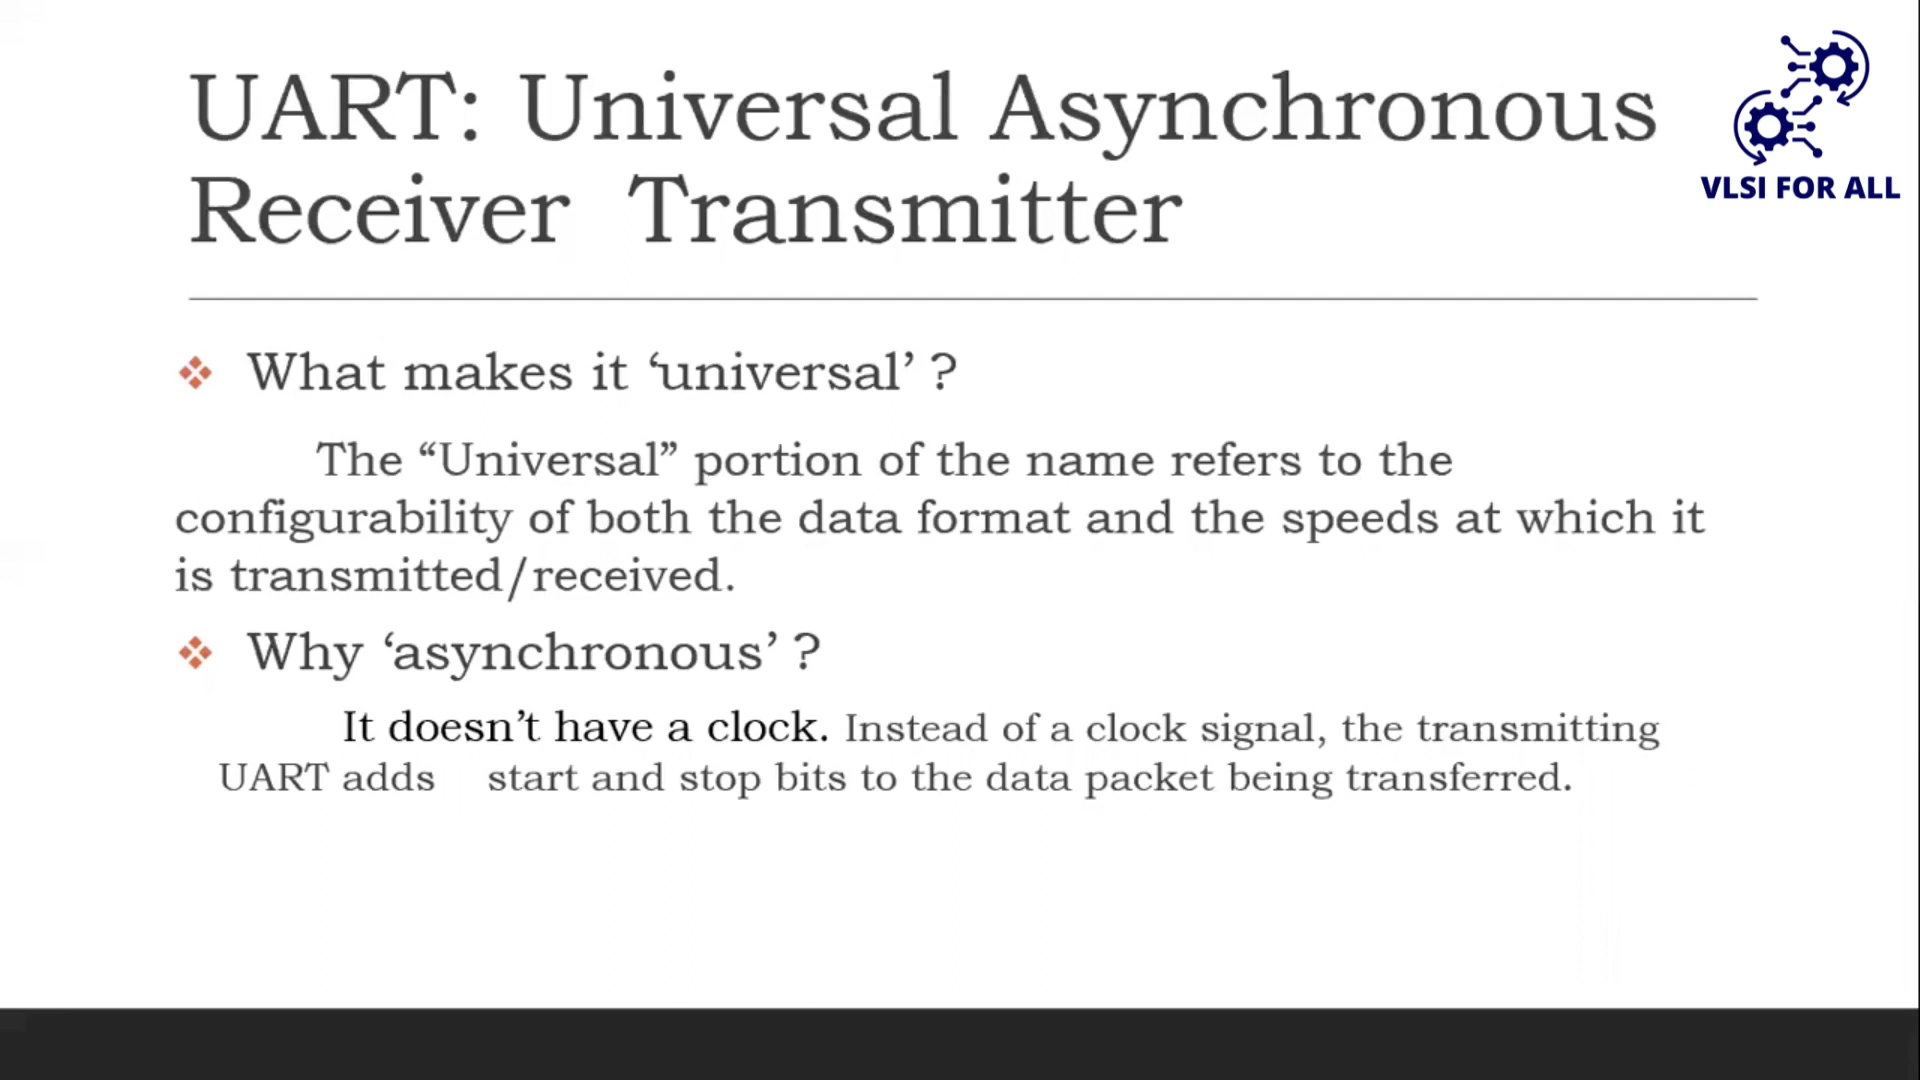 UART: Universal Asynchronous
Receiver Transmitter
VLSI FOR ALL
What makes it ‘universal’ ?
The “Universal” portion of the name refers to the
configurability of both the data format and the speeds at which it
is transmitted/received.
Why ‘asynchronous’ ?
It doesn’t have a clock. Instead of a clock signal, the transmitting
UART adds start and stop bits to the data packet being transferred.